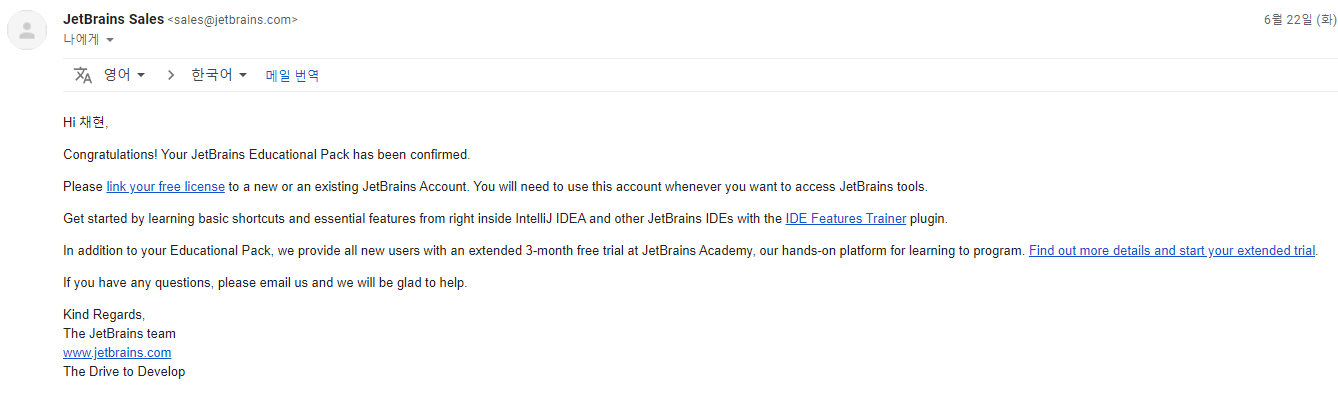 JetBrains Sales <sales@jetbrains.com>
6월 22일 (화)
나에게
영어 > 한국어 메일 번역
Hi 채현,
Congratulations! Your JetBrains Educational Pack has been confirmed.
Please link your free license to a new or an existing JetBrains Account. You will need to use this account whenever you want to access JetBrains tools.
Get started by learning basic shortcuts and essential features from right inside IntelliJ IDEA and other JetBrains IDEs with the IDE Features Trainer plugin.
In addition to your Educational Pack, we provide all new users with an extended 3-month free trial at JetBrains Academy, our hands-on platform for learning to program. Find out more details and start your extended trial.
If you have any questions, please email us and we will be glad to help.
Kind Regards,
The JetBrains team
www.jetbrains.com
The Drive to Develop